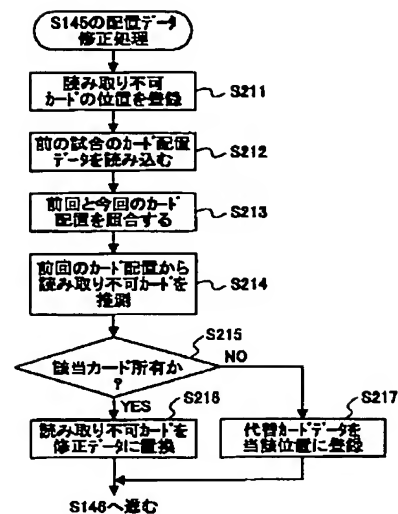 S145の配置データ
修正処理
読み取り不可
カードの位置を登録
S211
前の試合のカード配置
データを読み込む
S212
前回と今回のカード
配置を照合する
S213
前回のカード配置から
読み取り不可カードを
推測
S214
S215
該当カード所有か
?
NO
YES
S216
S217
読み取り不可カードを
修正データに置換
代替カードデータを
当該位置に登録
S146へ進む